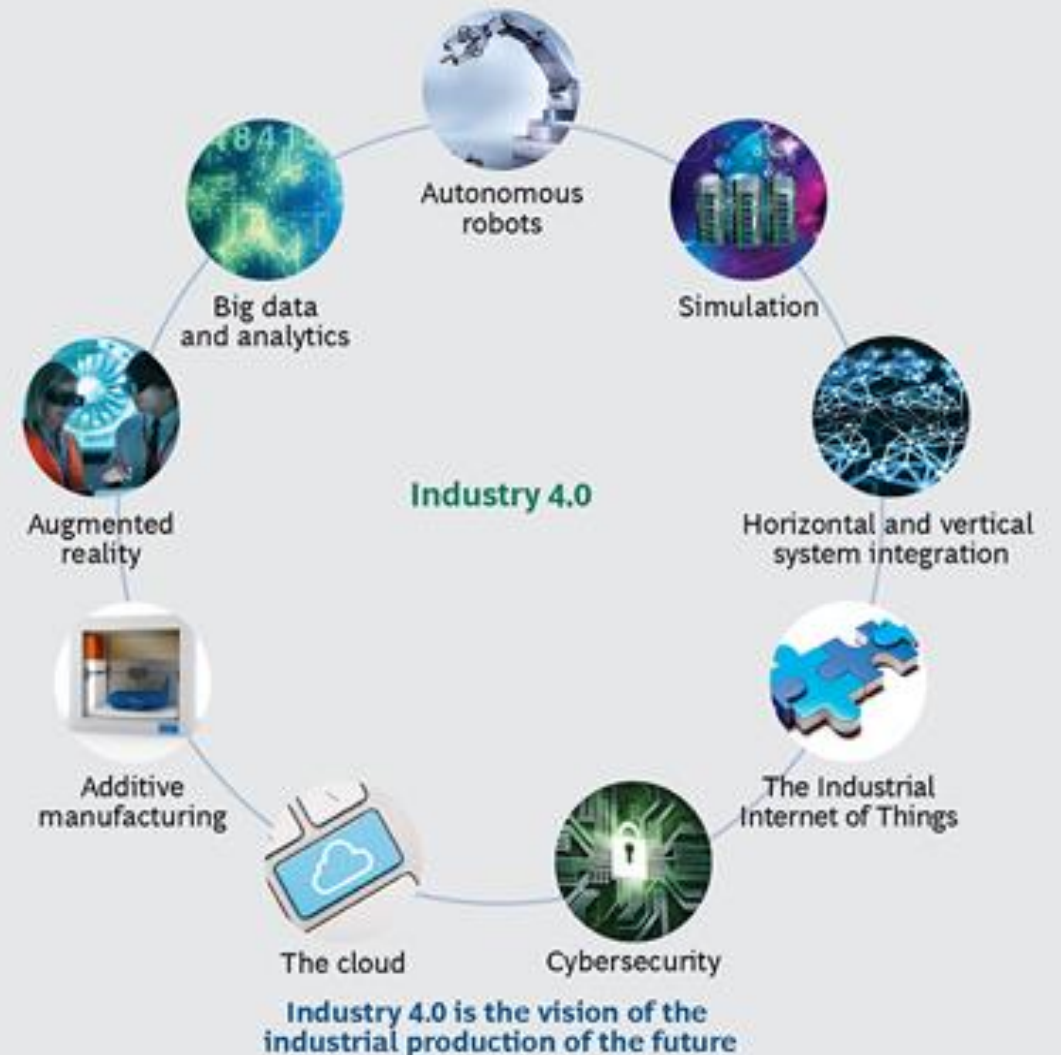 Autonomous
robots
Simulation
Horizontal and vertical
system integration
The Industrial
Internet of Things
Cybersecurity
The cloud
Additive
manufacturing
Augmented
reality
Big data
and analytics
Industry 4.0
Industry 4.0 is the vision of the
industrial production of the future